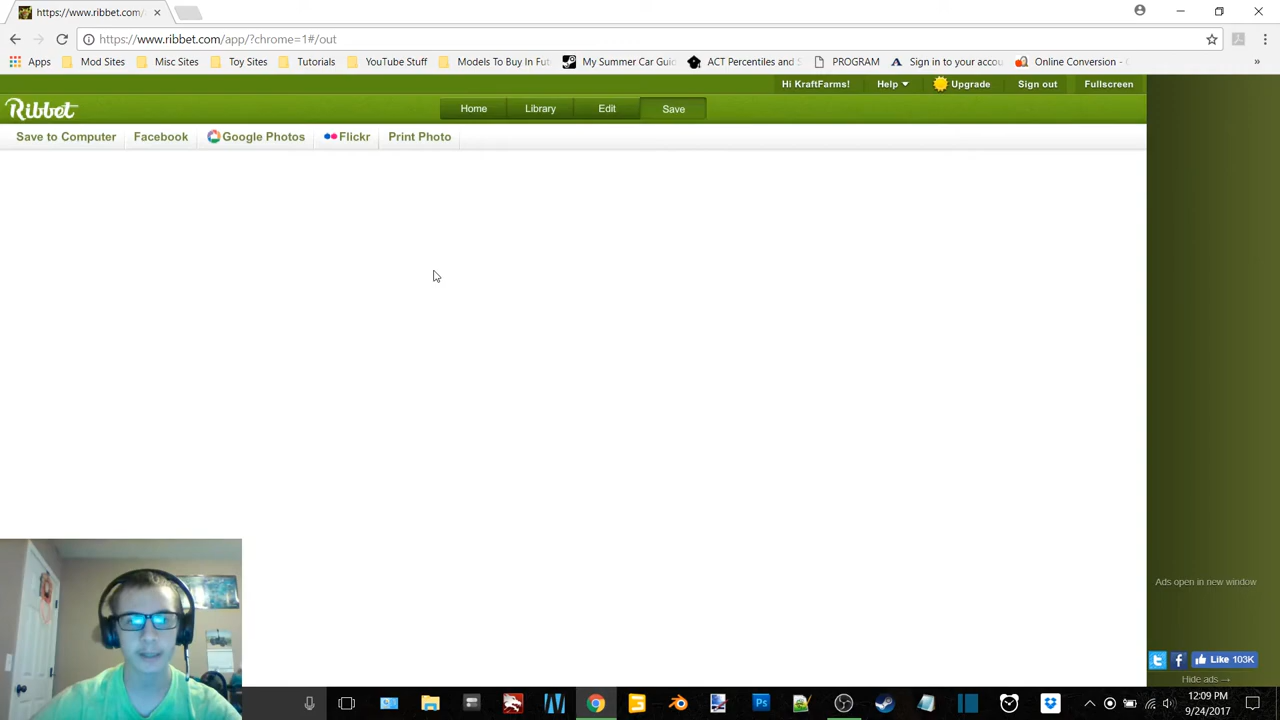 https://www.ribbet.com/
https://www.ribbet.com/app/?chrome=1#/out
Apps Mod Sites Misc Sites Toy Sites Tutorials YouTube Stuff Models To Buy In Fut My Summer Car Guid ACT Percentiles and S PROGRAM Sign in to your accou Online Conversion - »
Hi KraftFarms! Help Upgrade Sign out Fullscreen
Ribbet Home Library Edit Save
Save to Computer Facebook Google Photos Flickr Print Photo
Ads open in new window
Like 103K
Hide ads →
12:09 PM
9/24/2017